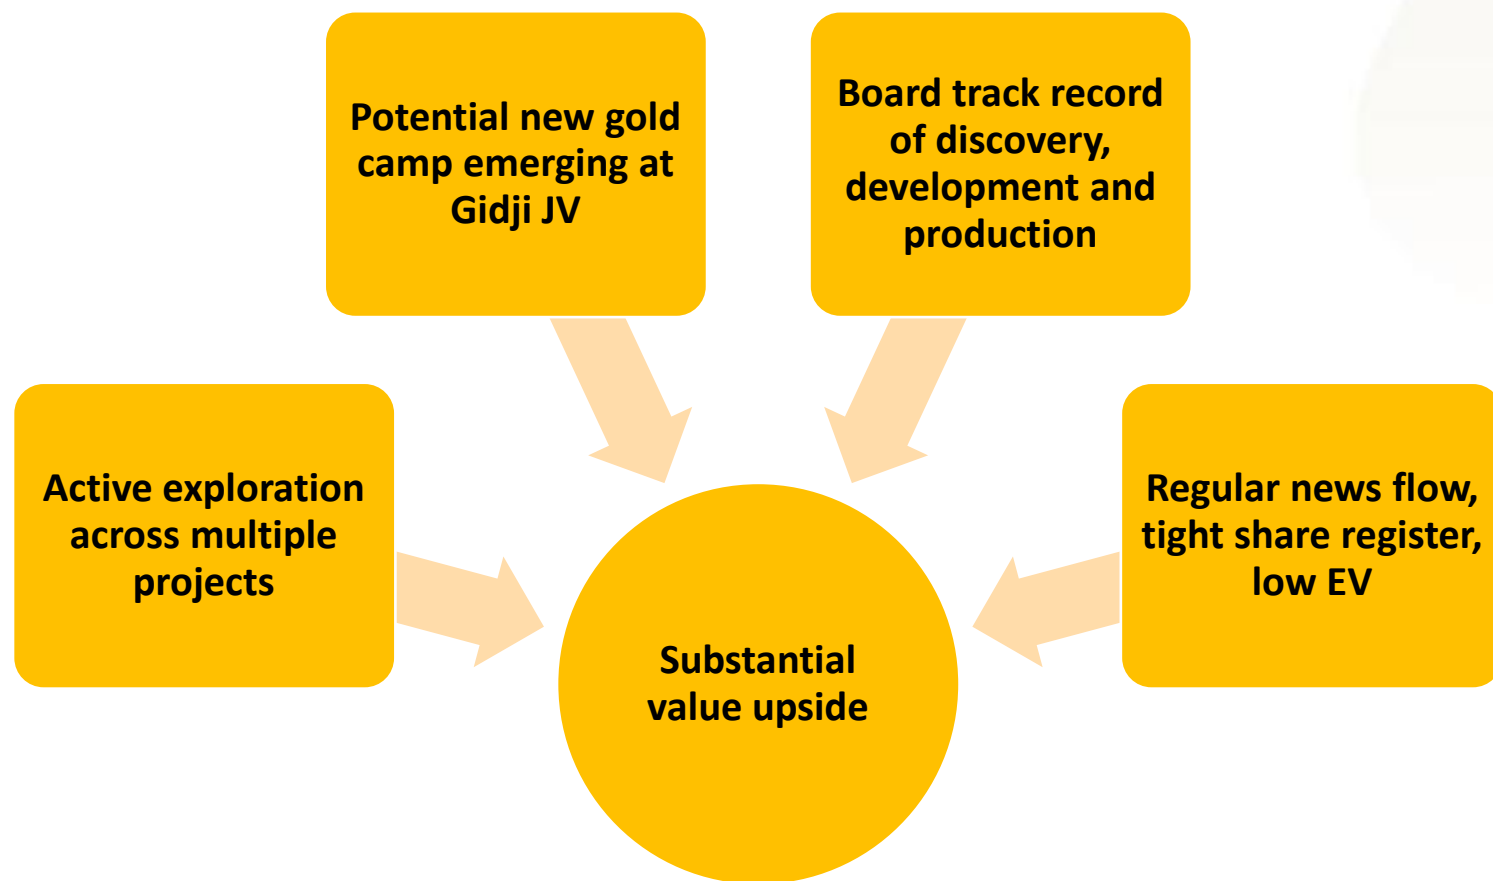 Potential new gold
camp emerging at
Gidji JV
Board track record
of discovery,
development and
production
Active exploration
across multiple
projects
Regular news flow,
tight share register,
low EV
Substantial
value upside